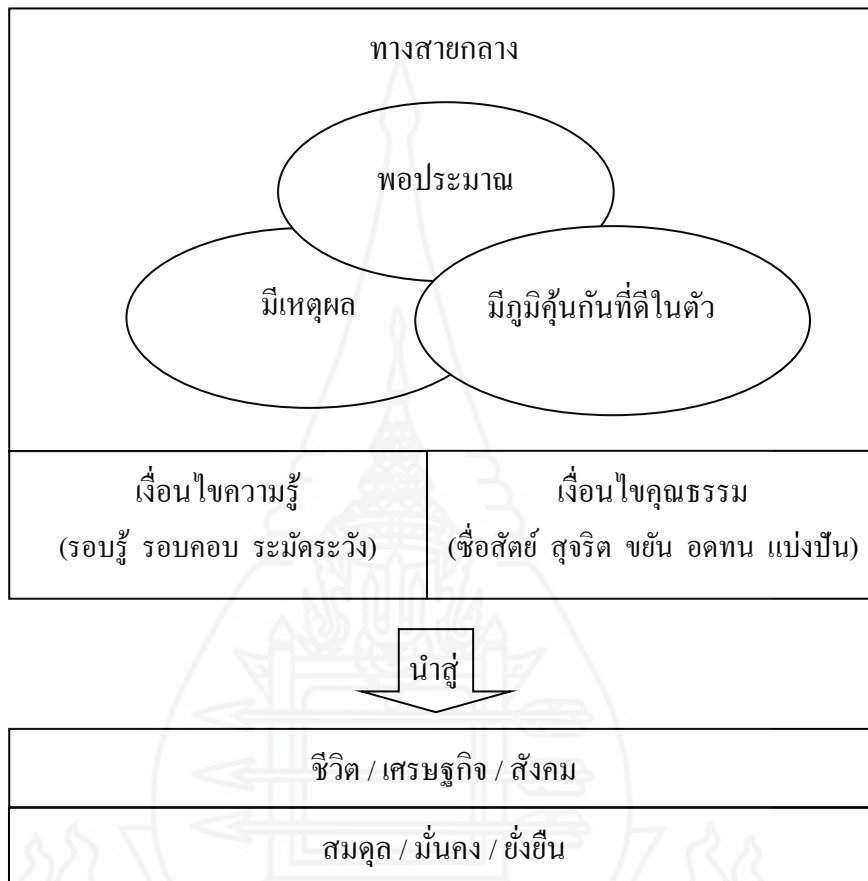 ทางสายกลาง
พอประมาณ
มีเหตุผล
มีภูมิคุ้นกันที่ดีในตัว
เงื่อนไขความรู้
(รอบรู้ รอบคอบ ระมัดระวัง)
เงื่อนไขคุณธรรม
(ซื่อสัตย์ สุจริต ขยัน อดทน แบ่งปัน)
นำสู่
ชีวิต / เศรษฐกิจ / สังคม
สมดุล / มั่นคง / ยั่งยืน